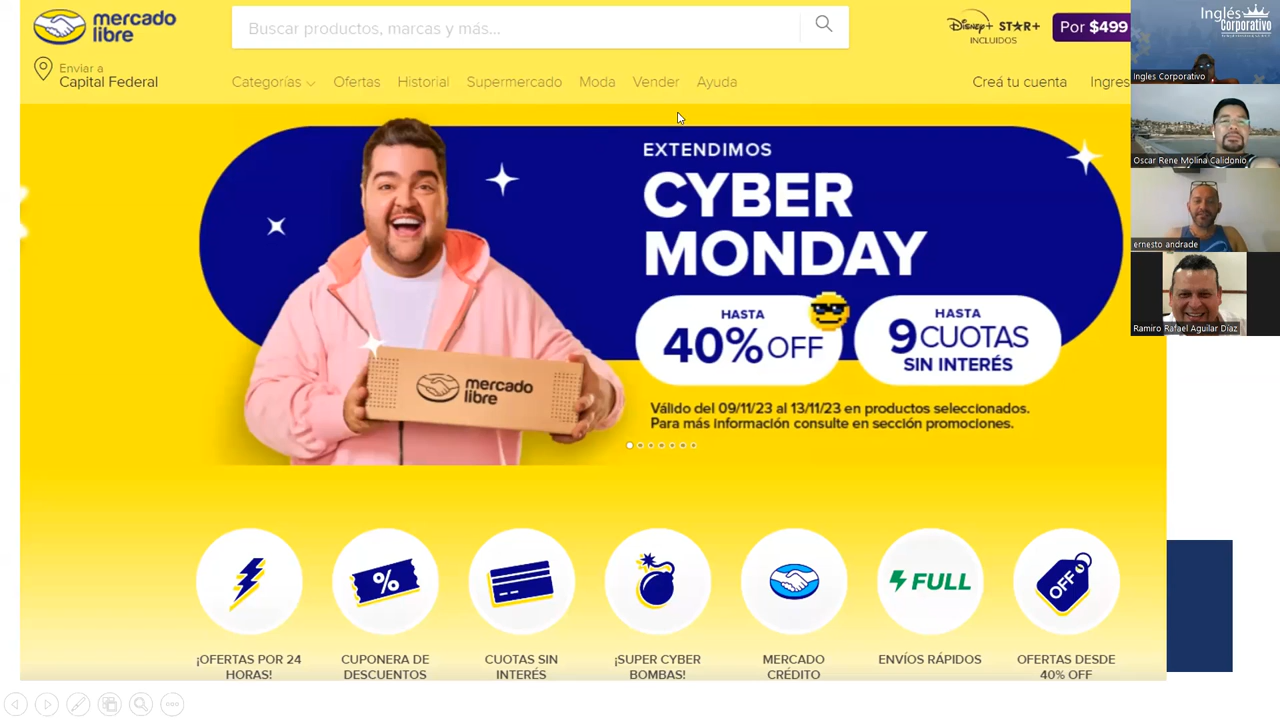 mercado
libre
Buscar productos, marcas y más...
Disney+ STAR+
INCLUIDOS
Por $499
Enviar a
Capital Federal
Categorías
Ofertas
Historial
Supermercado
Moda
Vender
Ayuda
Creá tu cuenta
Ingres
EXTENDIMOS
CYBER
MONDAY
HASTA
40% OFF
HASTA
9 CUOTAS
SIN INTERÉS
Válido del 09/11/23 al 13/11/23 en productos seleccionados.
Para más información consulte en sección promociones.
mercado
libre
%
FULL
OFF
¡OFERTAS POR 24
HORAS!
CUPONERA DE
DESCUENTOS
CUOTAS SIN
INTERÉS
¡SUPER CYBER
BOMBAS!
MERCADO
CRÉDITO
ENVÍOS RÁPIDOS
OFERTAS DESDE
40% OFF
Inglés
Corporativo
Ingles Corporativo
Oscar Rene Molina Calidonio
ernesto andrade
Ramiro Rafael Aguilar Díaz